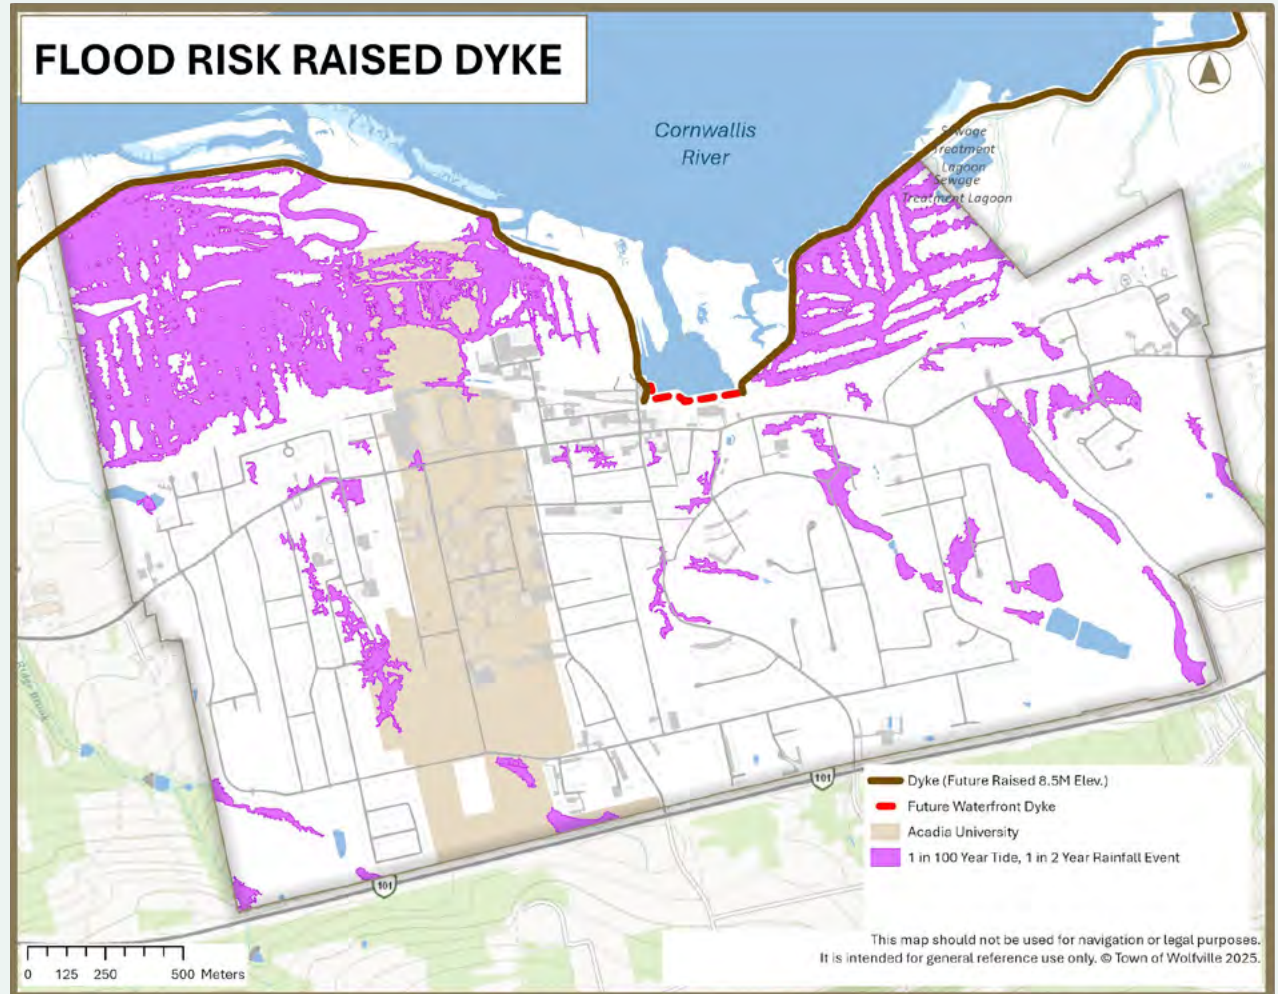 FLOOD RISK RAISED DYKE
Cornwallis
River
Sewage
Treatment
Lagoon
Sewage
Treatment Lagoon
Ridge Brook
101
101
Dyke (Future Raised 8.5M Elev.)
Future Waterfront Dyke
Acadia University
1 in 100 Year Tide, 1 in 2 Year Rainfall Event
0 125 250 500 Meters
This map should not be used for navigation or legal purposes.
It is intended for general reference use only. © Town of Wolfville 2025.